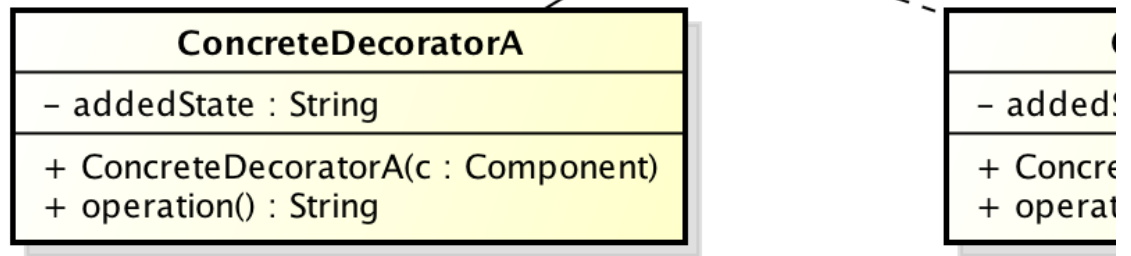 ConcreteDecoratorA
– addedState : String
+ ConcreteDecoratorA(c : Component)
+ operation() : String
– added
+ Concre
+ operat